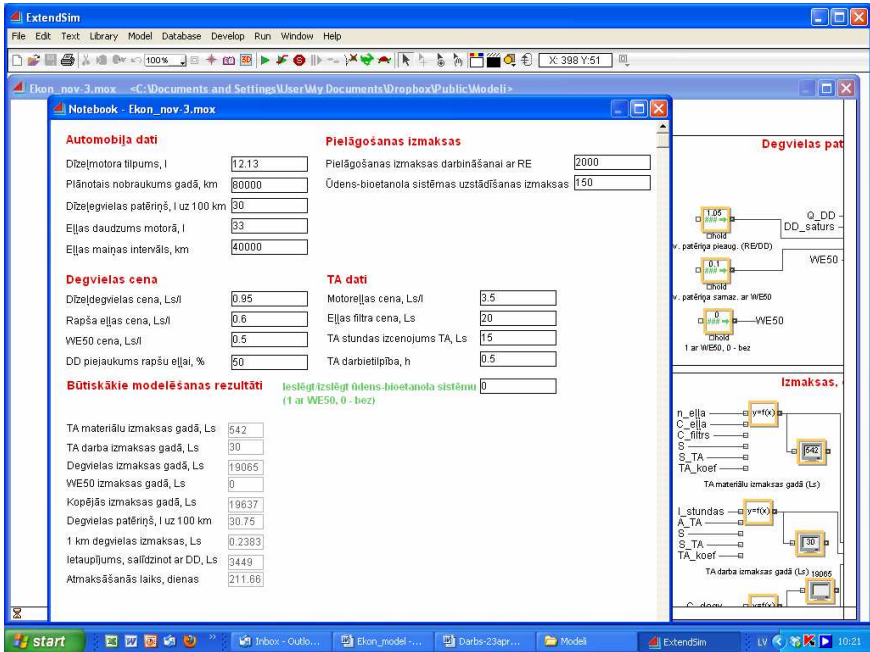 ExtendSim
File Edit Text Library Model Database Develop Run Window Help
100%
3D
X: 398 Y:51
Ekon_nov-3.mox <C:\Documents and Settings\User\My Documents\Dropbox\Public\Modeli>
Notebook - Ekon_nov-3.mox
Automobiļa dati
Dīzeļmotora tilpums, l 12.13
Plānotais nobraukums gadā, km 80000
Dīzeļdegvielas patēriņš, l uz 100 km 30
Eļļas daudzums motorā, l 33
Eļļas maiņas intervāls, km 40000
Pielāgošanas izmaksas
Pielāgošanas izmaksas darbināšanai ar RE 2000
Ūdens-bioetanola sistēmas uzstādīšanas izmaksas 150
Degvielas cena
Dīzeļdegvielas cena, Ls/l 0.95
Rapša eļļas cena, Ls/l 0.6
WE50 cena, Ls/l 0.5
DD piejaukums rapšu eļļai, % 50
TA dati
Motoreļļas cena, Ls/l 3.5
Eļļas filtra cena, Ls 20
TA stundas izcenojums TA, Ls 15
TA darbietilpība, h 0.5
Būtiskākie modelēšanas rezultāti
Ieslēgt/izslēgt ūdens-bioetanola sistēmu 0
(1 ar WE50, 0 - bez)
TA materiālu izmaksas gadā, Ls 542
TA darba izmaksas gadā, Ls 30
Degvielas izmaksas gadā, Ls 19065
WE50 izmaksas gadā, Ls 0
Kopējās izmaksas gadā, Ls 19637
Degvielas patēriņš, l uz 100 km 30.75
1 km degvielas izmaksas, Ls 0.2383
Ietaupījums, salīdzinot ar DD, Ls 3449
Atmaksāšanās laiks, dienas 211.66
Degvielas pat
1.05
hold
v. patēriņa pieaug. (RE/DD)
Q_DD
DD_saturs
0.1
hold
v. patēriņa samaz. ar WE50
WE50
0
hold
WE50
1 ar WE50, 0 - bez
Izmaksas,
n_ella
C_eļļa
C_filtrs
S
S_TA
TA_koef
y=f(x)
542
TA materiālu izmaksas gadā (Ls)
I_stundas
A_TA
S
S_TA
TA_koef
y=f(x)
30
TA darba izmaksas gadā (Ls)
19065
C_degv
y=f(x)
start
Inbox - Outlo...
Ekon_model -...
Darbs-23apr...
Modeli
ExtendSim
LV
10:21